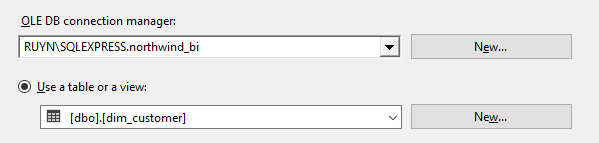 OLE DB connection manager:
RUYN\SQLEXPRESS.northwind_bi
New...
Use a table or a view:
[dbo].[dim_customer]
New...